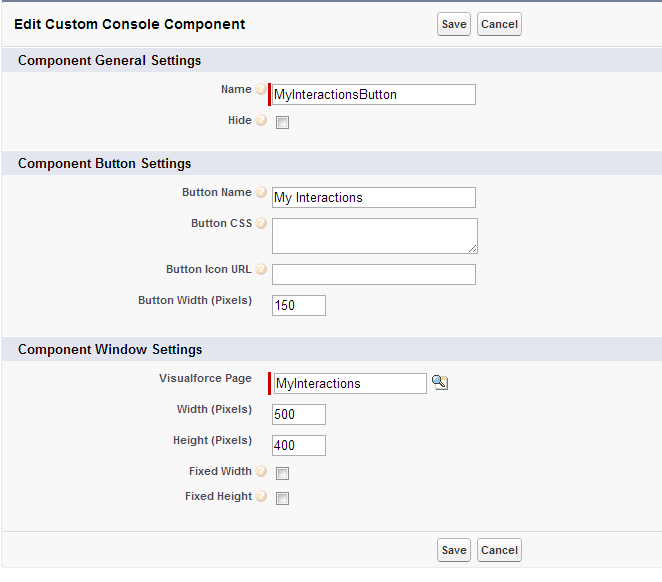 Edit Custom Console Component Save Cancel
Component General Settings
Name ? MyInteractionsButton
Hide ?
Component Button Settings
Button Name ? My Interactions
Button CSS ?
Button Icon URL ?
Button Width (Pixels) 150
Component Window Settings
Visualforce Page MyInteractions
Width (Pixels) 500
Height (Pixels) 400
Fixed Width ?
Fixed Height ?
Save Cancel